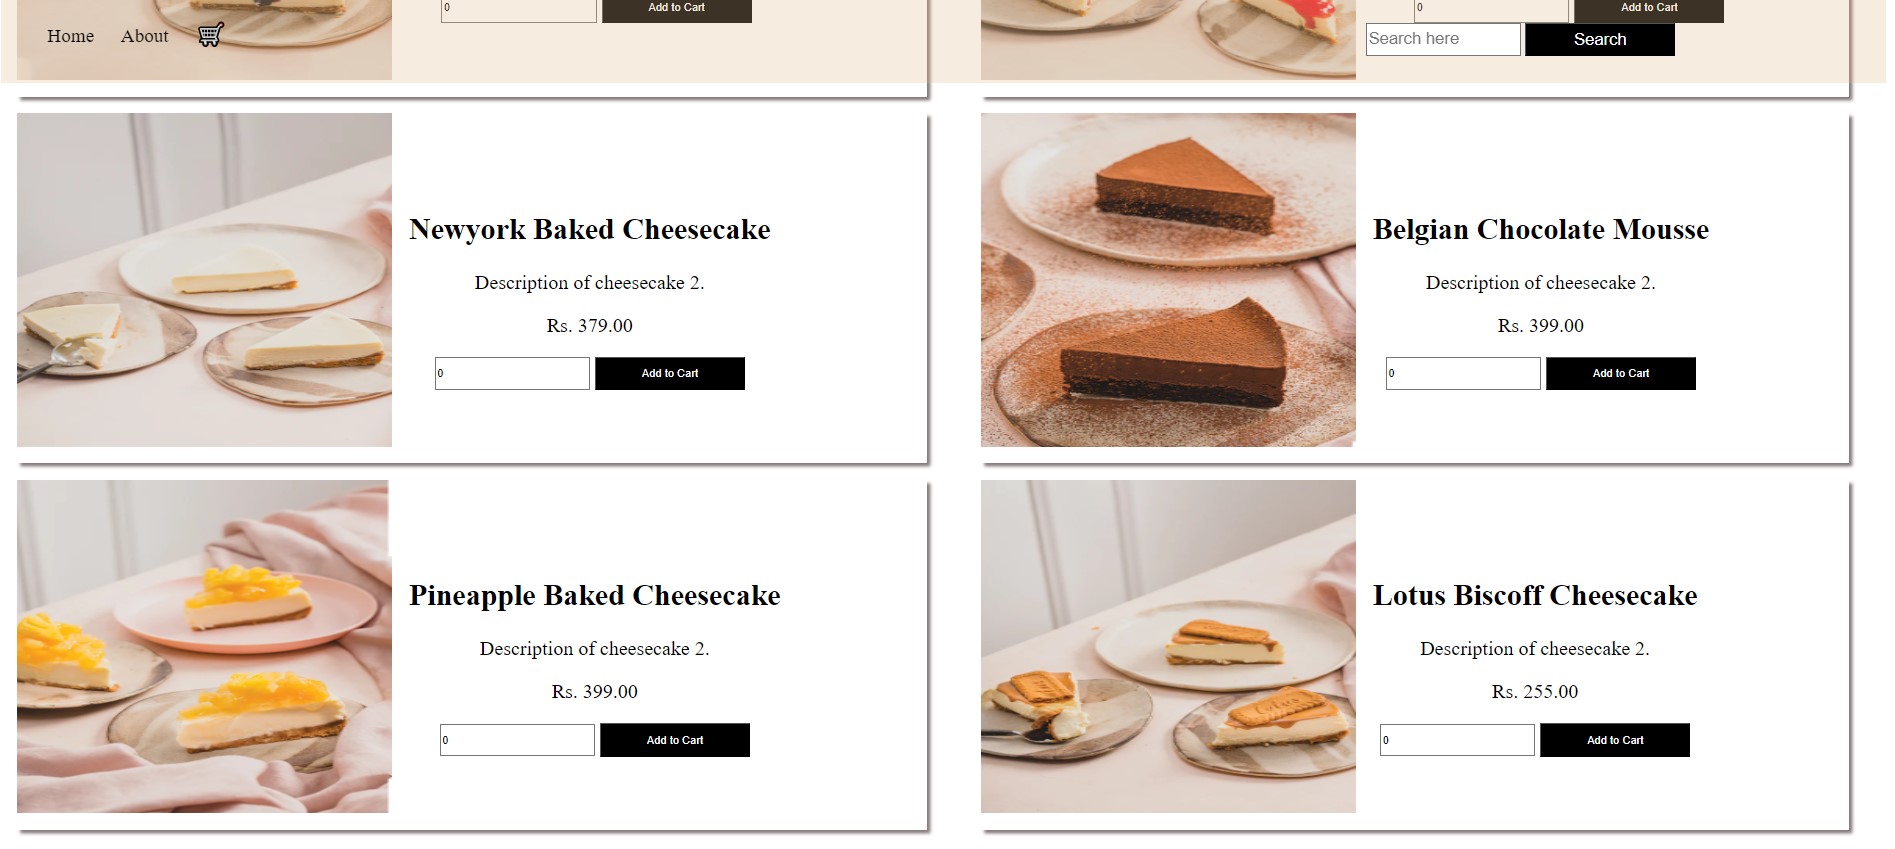 0 Add to Cart
0 Add to Cart
Home About
Search here Search
Newyork Baked Cheesecake
Description of cheesecake 2.
Rs. 379.00
0 Add to Cart
Belgian Chocolate Mousse
Description of cheesecake 2.
Rs. 399.00
0 Add to Cart
Pineapple Baked Cheesecake
Description of cheesecake 2.
Rs. 399.00
0 Add to Cart
Lotus Biscoff Cheesecake
Description of cheesecake 2.
Rs. 255.00
0 Add to Cart